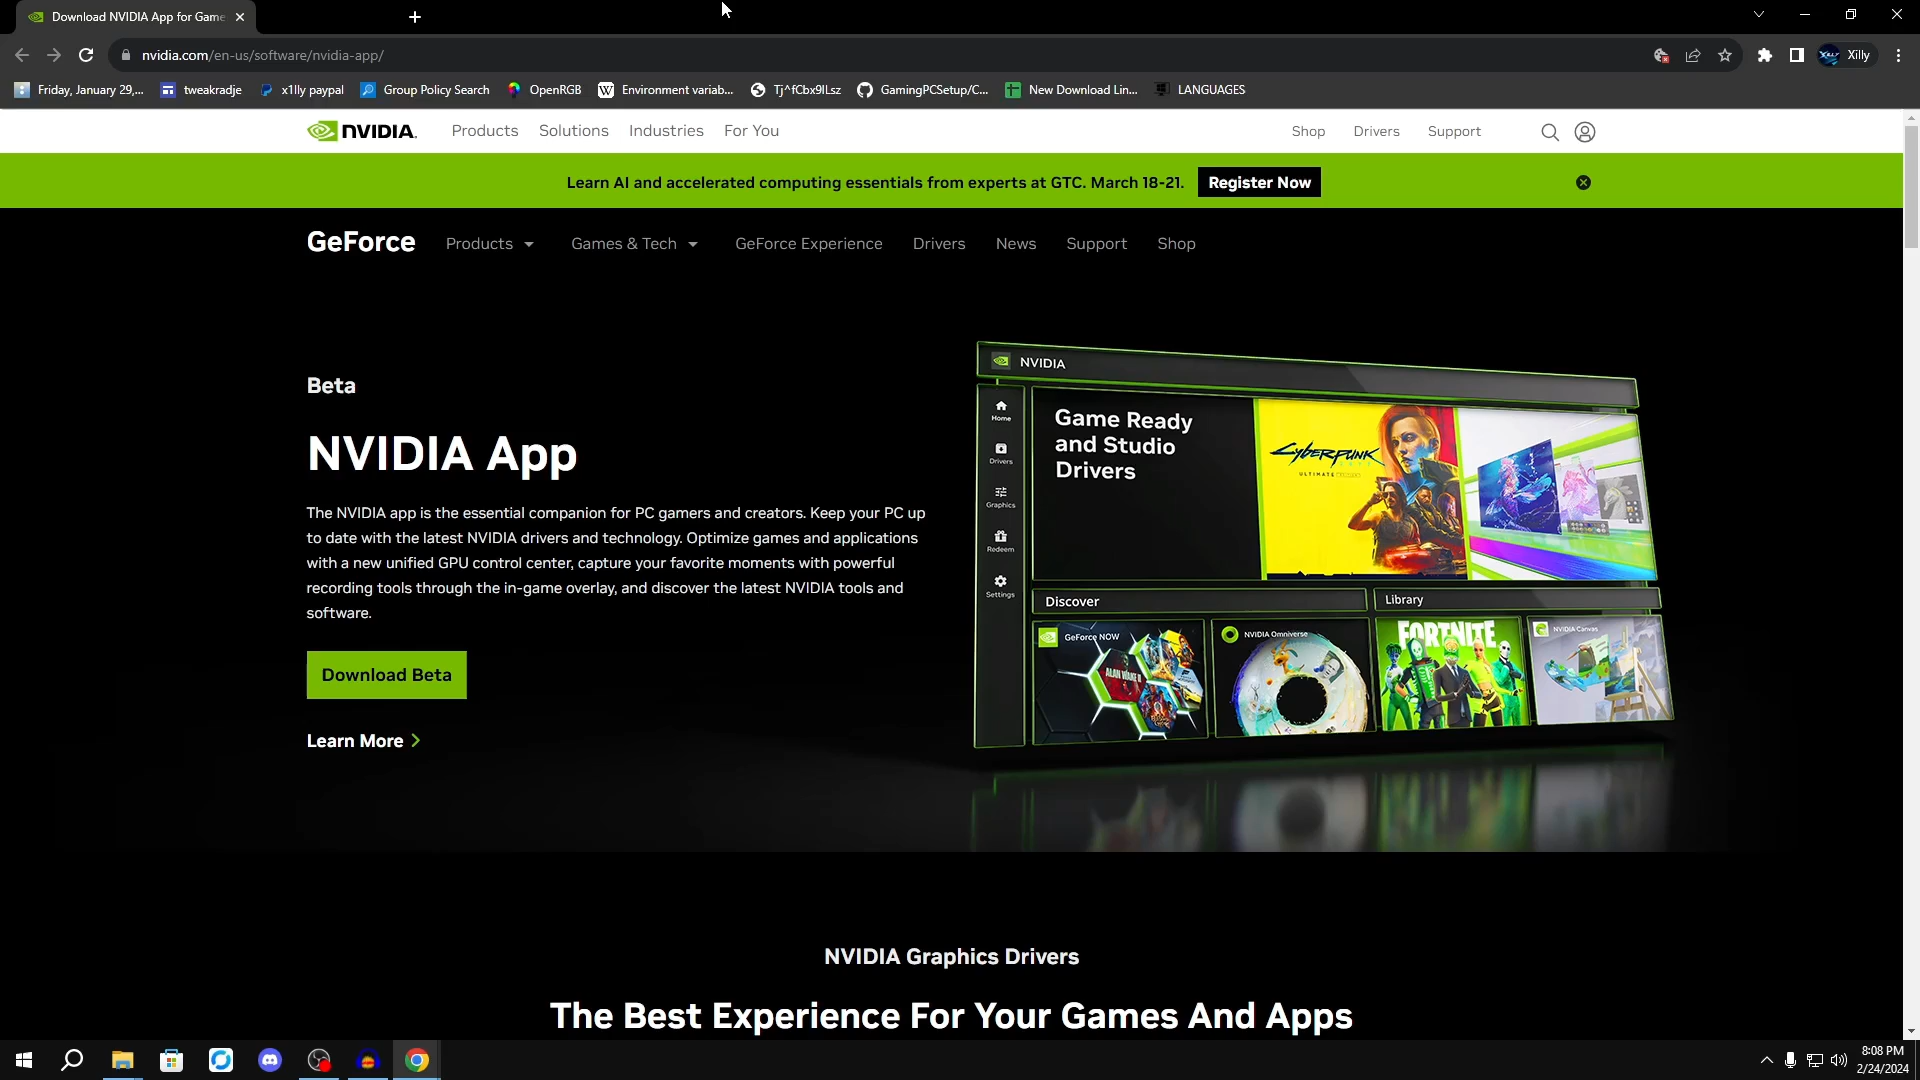 Download NVIDIA App for Game
nvidia.com/en-us/software/nvidia-app/
Xilly
Friday, January 29,...
tweakradje
x1lly paypal
Group Policy Search
OpenRGB
Environment variab...
Tj^fCbx9ILsz
GamingPCSetup/C...
New Download Lin...
LANGUAGES
NVIDIA.
Products
Solutions
Industries
For You
Shop
Drivers
Support
Learn AI and accelerated computing essentials from experts at GTC. March 18-21.
Register Now
GeForce
Products
Games & Tech
GeForce Experience
Drivers
News
Support
Shop
Beta
NVIDIA App
The NVIDIA app is the essential companion for PC gamers and creators. Keep your PC up
to date with the latest NVIDIA drivers and technology. Optimize games and applications
with a new unified GPU control center, capture your favorite moments with powerful
recording tools through the in-game overlay, and discover the latest NVIDIA tools and
software.
Download Beta
Learn More
NVIDIA
Home
Drivers
Graphics
Redeem
Settings
Game Ready
and Studio
Drivers
CYBERPUNK
ULTIMATE EDITION
Discover
Library
GeForce NOW
ALAN WAKE II
NVIDIA Omniverse
FORTNITE
NVIDIA Canvas
NVIDIA Graphics Drivers
The Best Experience For Your Games And Apps
8:08 PM
2/24/2024